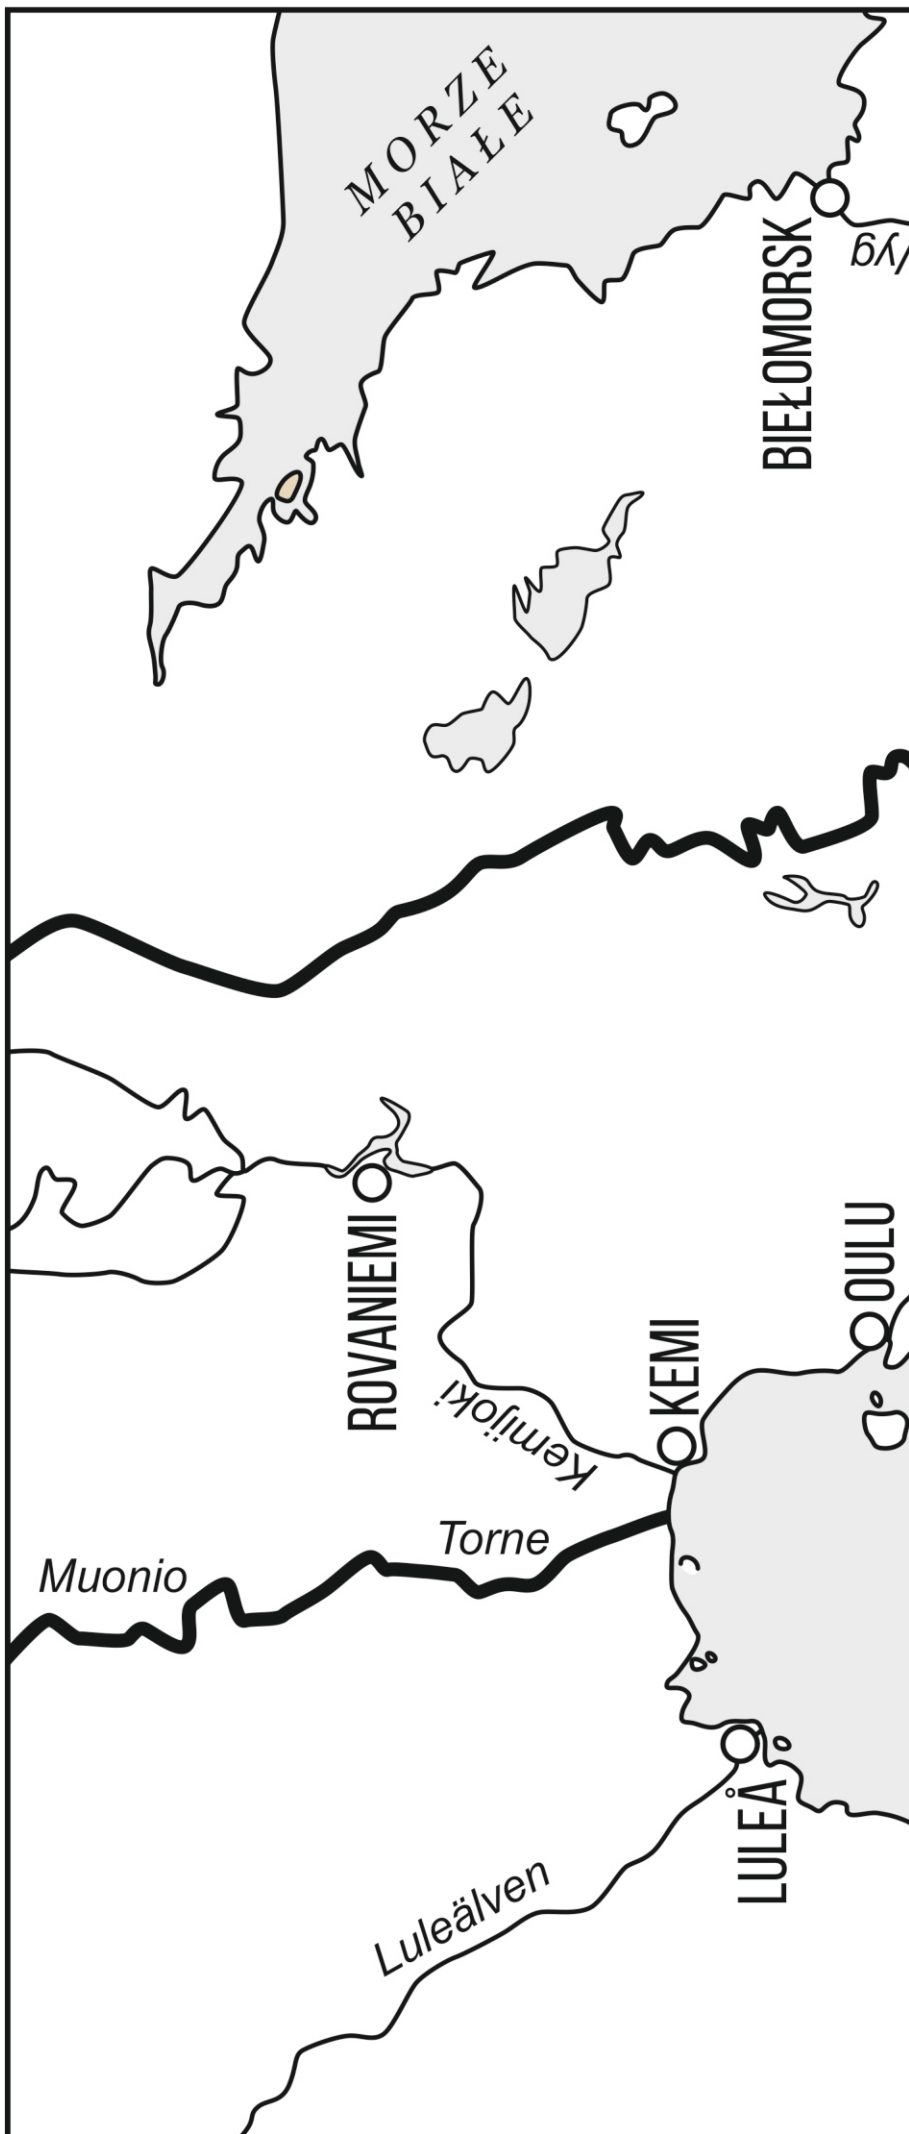 MORZE
BIAŁE
BIEŁOMORSK
ROVANIEMI
OULU
KEMI
Kemijoki
Torne
Muonio
LULEÅ
Luleälven